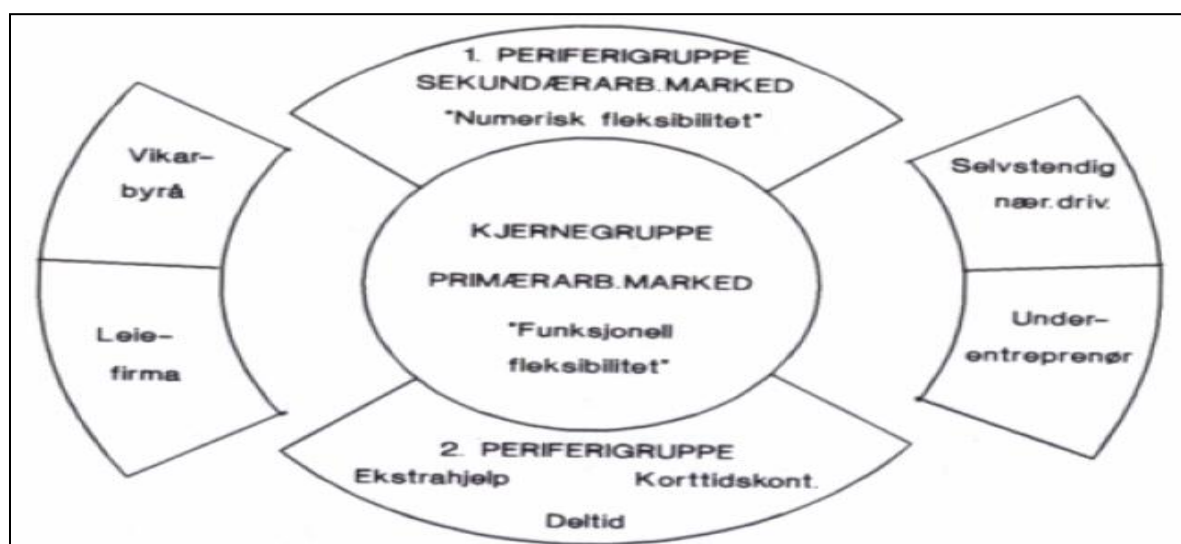 1. PERIFERIGRUPPE
SEKUNDÆRARB.MARKED
"Numerisk fleksibilitet"
Vikar-
byrå
Leie-
firma
KJERNEGRUPPE
PRIMÆRARB.MARKED
"Funksjonell
fleksibilitet"
Selvstendig
nær.driv.
Under-
entreprenør
2. PERIFERIGRUPPE
Ekstrahjelp Korttidskont.
Deltid